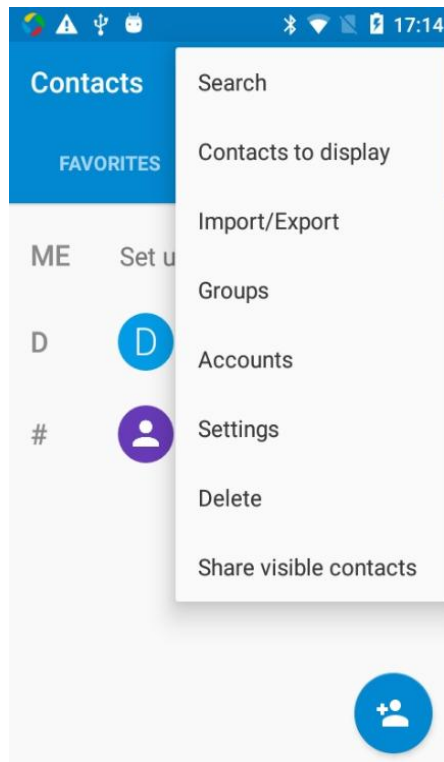 17:14
Contacts
Search
FAVORITES
Contacts to display
Import/Export
ME
Set u
Groups
D
D
Accounts
#
Settings
Delete
Share visible contacts